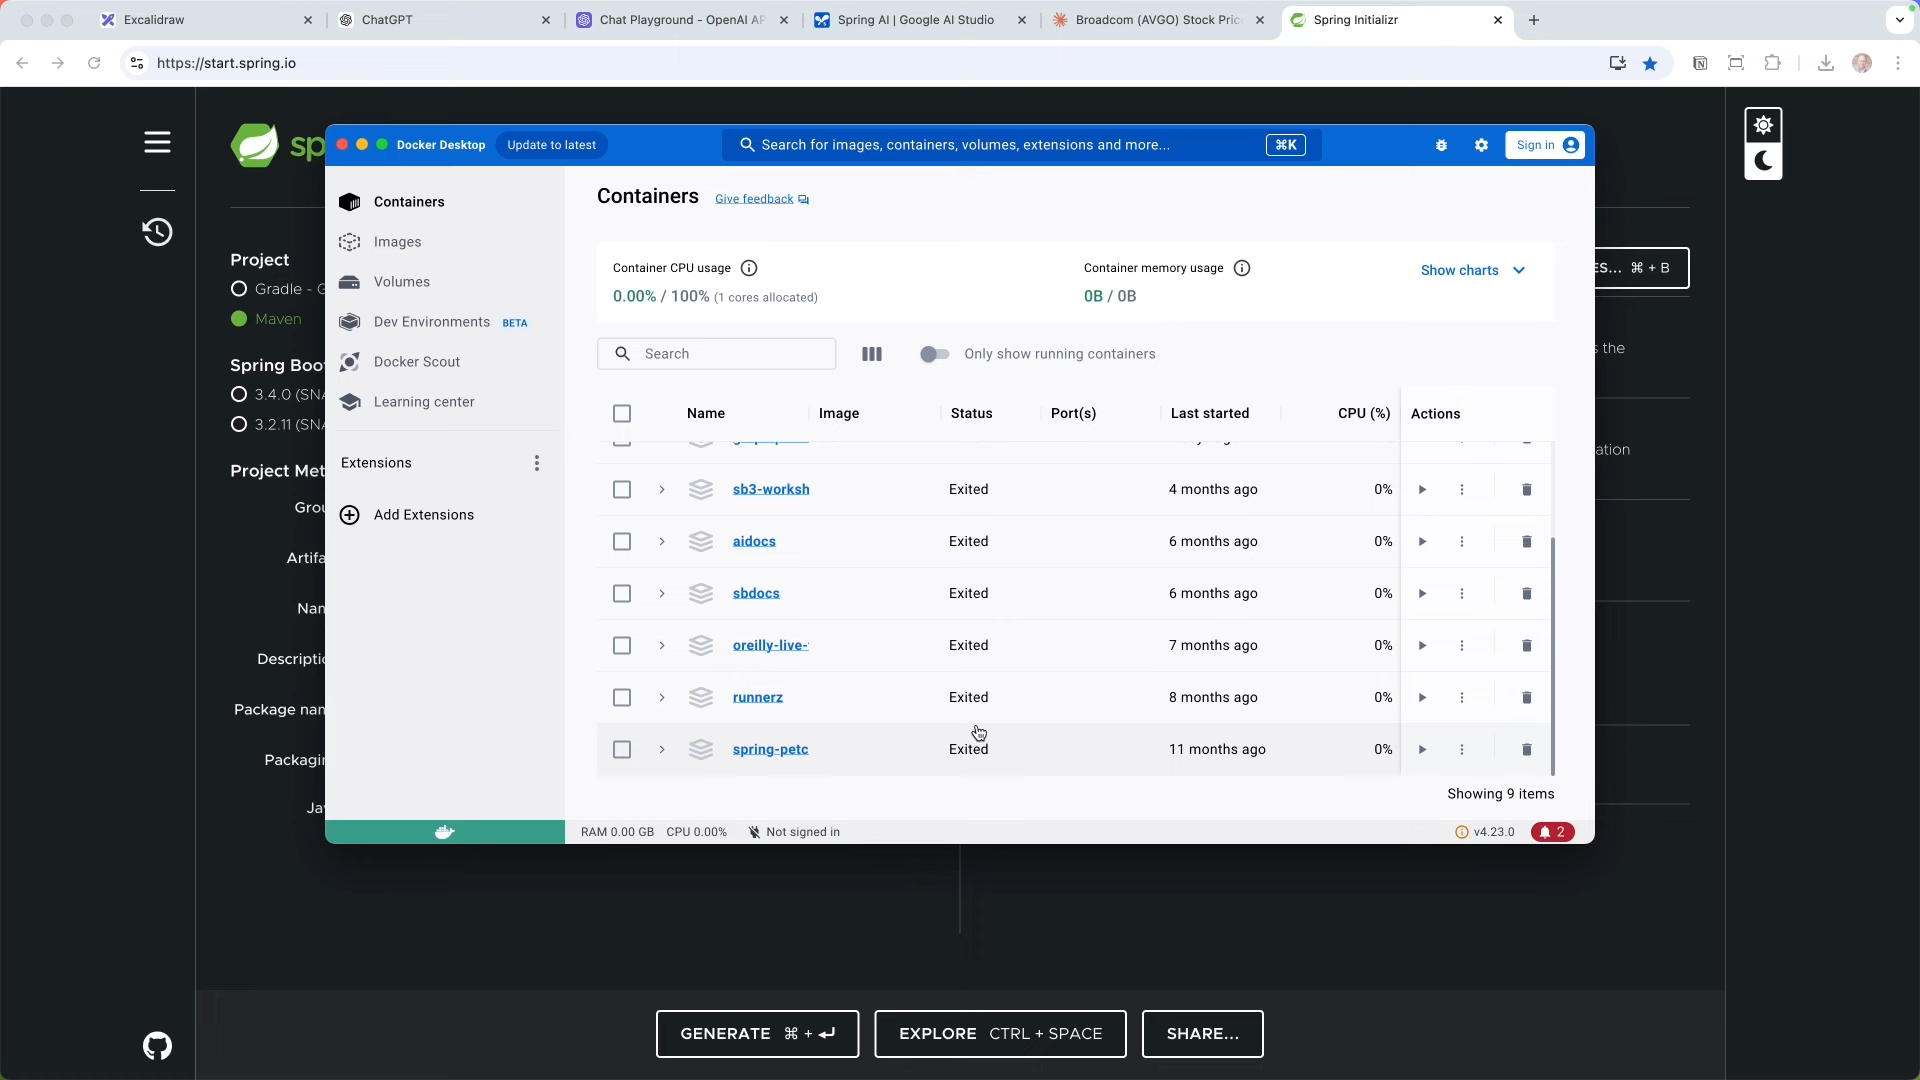 Excalidraw
ChatGPT
Chat Playground - OpenAI AP
Spring AI | Google AI Studio
Broadcom (AVGO) Stock Pric
Spring Initializr
https://start.spring.io
sp
Docker Desktop
Update to latest
Search for images, containers, volumes, extensions and more...
⌘K
Sign in
Containers
Images
Volumes
Dev Environments BETA
Docker Scout
Learning center
Extensions
Add Extensions
Containers
Give feedback
Container CPU usage
0.00% / 100% (1 cores allocated)
Container memory usage
0B / 0B
Show charts
Search
Only show running containers
Name Image Status Port(s) Last started CPU (%) Actions
sb3-worksh Exited 4 months ago 0%
aidocs Exited 6 months ago 0%
sbdocs Exited 6 months ago 0%
oreilly-live- Exited 7 months ago 0%
runnerz Exited 8 months ago 0%
spring-petc Exited 11 months ago 0%
Showing 9 items
RAM 0.00 GB CPU 0.00% Not signed in
v4.23.0
2
Project
Gradle - G
Maven
Spring Boo
3.4.0 (SNA
3.2.11 (SNA
Project Met
Grou
Artifa
Nam
Descriptio
Package nam
Packagin
Ja
ES... ⌘ + B
s the
ation
GENERATE ⌘ + ↵
EXPLORE CTRL + SPACE
SHARE...